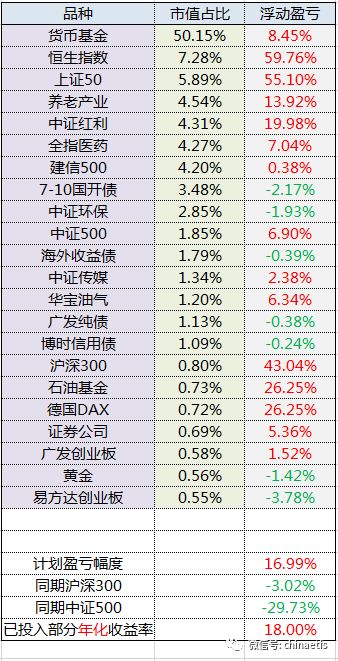 品种 市值占比 浮动盈亏
货币基金 50.15% 8.45%
恒生指数 7.28% 59.76%
上证50 5.89% 55.10%
养老产业 4.54% 13.92%
中证红利 4.31% 19.98%
全指医药 4.27% 7.04%
建信500 4.20% 0.38%
7-10国开债 3.48% -2.17%
中证环保 2.85% -1.93%
中证500 1.85% 6.90%
海外收益债 1.79% -0.39%
中证传媒 1.34% 2.38%
华宝油气 1.20% 6.34%
广发纯债 1.13% -0.38%
博时信用债 1.09% -0.24%
沪深300 0.80% 43.04%
石油基金 0.73% 26.25%
德国DAX 0.72% 26.25%
证券公司 0.69% 5.36%
广发创业板 0.58% 1.52%
黄金 0.56% -1.42%
易方达创业板 0.55% -3.78%
计划盈亏幅度 16.99%
同期沪深300 -3.02%
同期中证500 -29.73%
已投入部分年化收益率 18.00%
微信号: chinaetfs